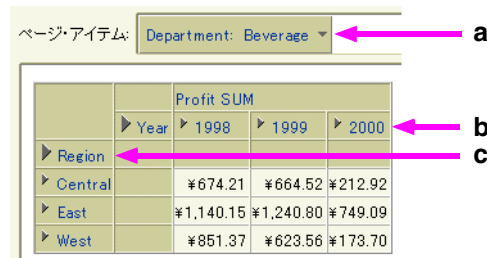 ページ・アイテム: Department: Beverage a
Profit SUM
Year 1998 1999 2000 b
Region c
Central ¥674.21 ¥664.52 ¥212.92
East ¥1,140.15 ¥1,240.80 ¥749.09
West ¥851.37 ¥623.56 ¥173.70